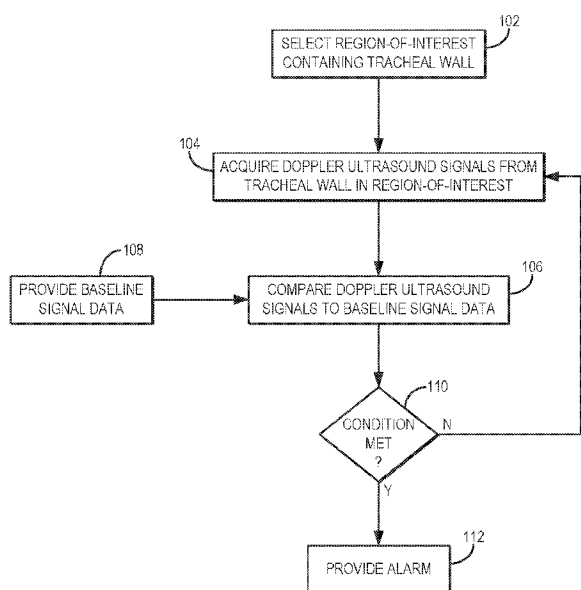 102
SELECT REGION-OF-INTEREST
CONTAINING TRACHEAL WALL
104
ACQUIRE DOPPLER ULTRASOUND SIGNALS FROM
TRACHEAL WALL IN REGION-OF-INTEREST
108
PROVIDE BASELINE
SIGNAL DATA
106
COMPARE DOPPLER ULTRASOUND
SIGNALS TO BASELINE SIGNAL DATA
110
CONDITION
MET
?
N
Y
112
PROVIDE ALARM